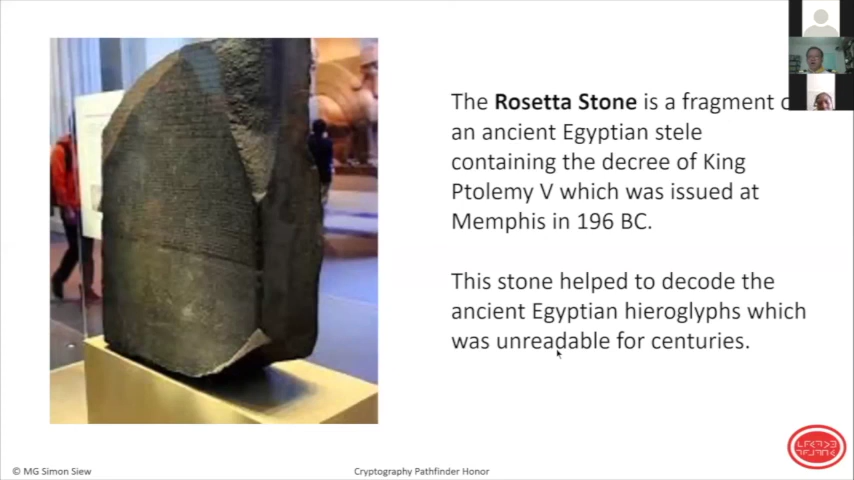 The Rosetta Stone is a fragment
an ancient Egyptian stele
containing the decree of King
Ptolemy V which was issued at
Memphis in 196 BC.
This stone helped to decode the
ancient Egyptian hieroglyphs which
was unreadable for centuries.
© MG Simon Siew
Cryptography Pathfinder Honor